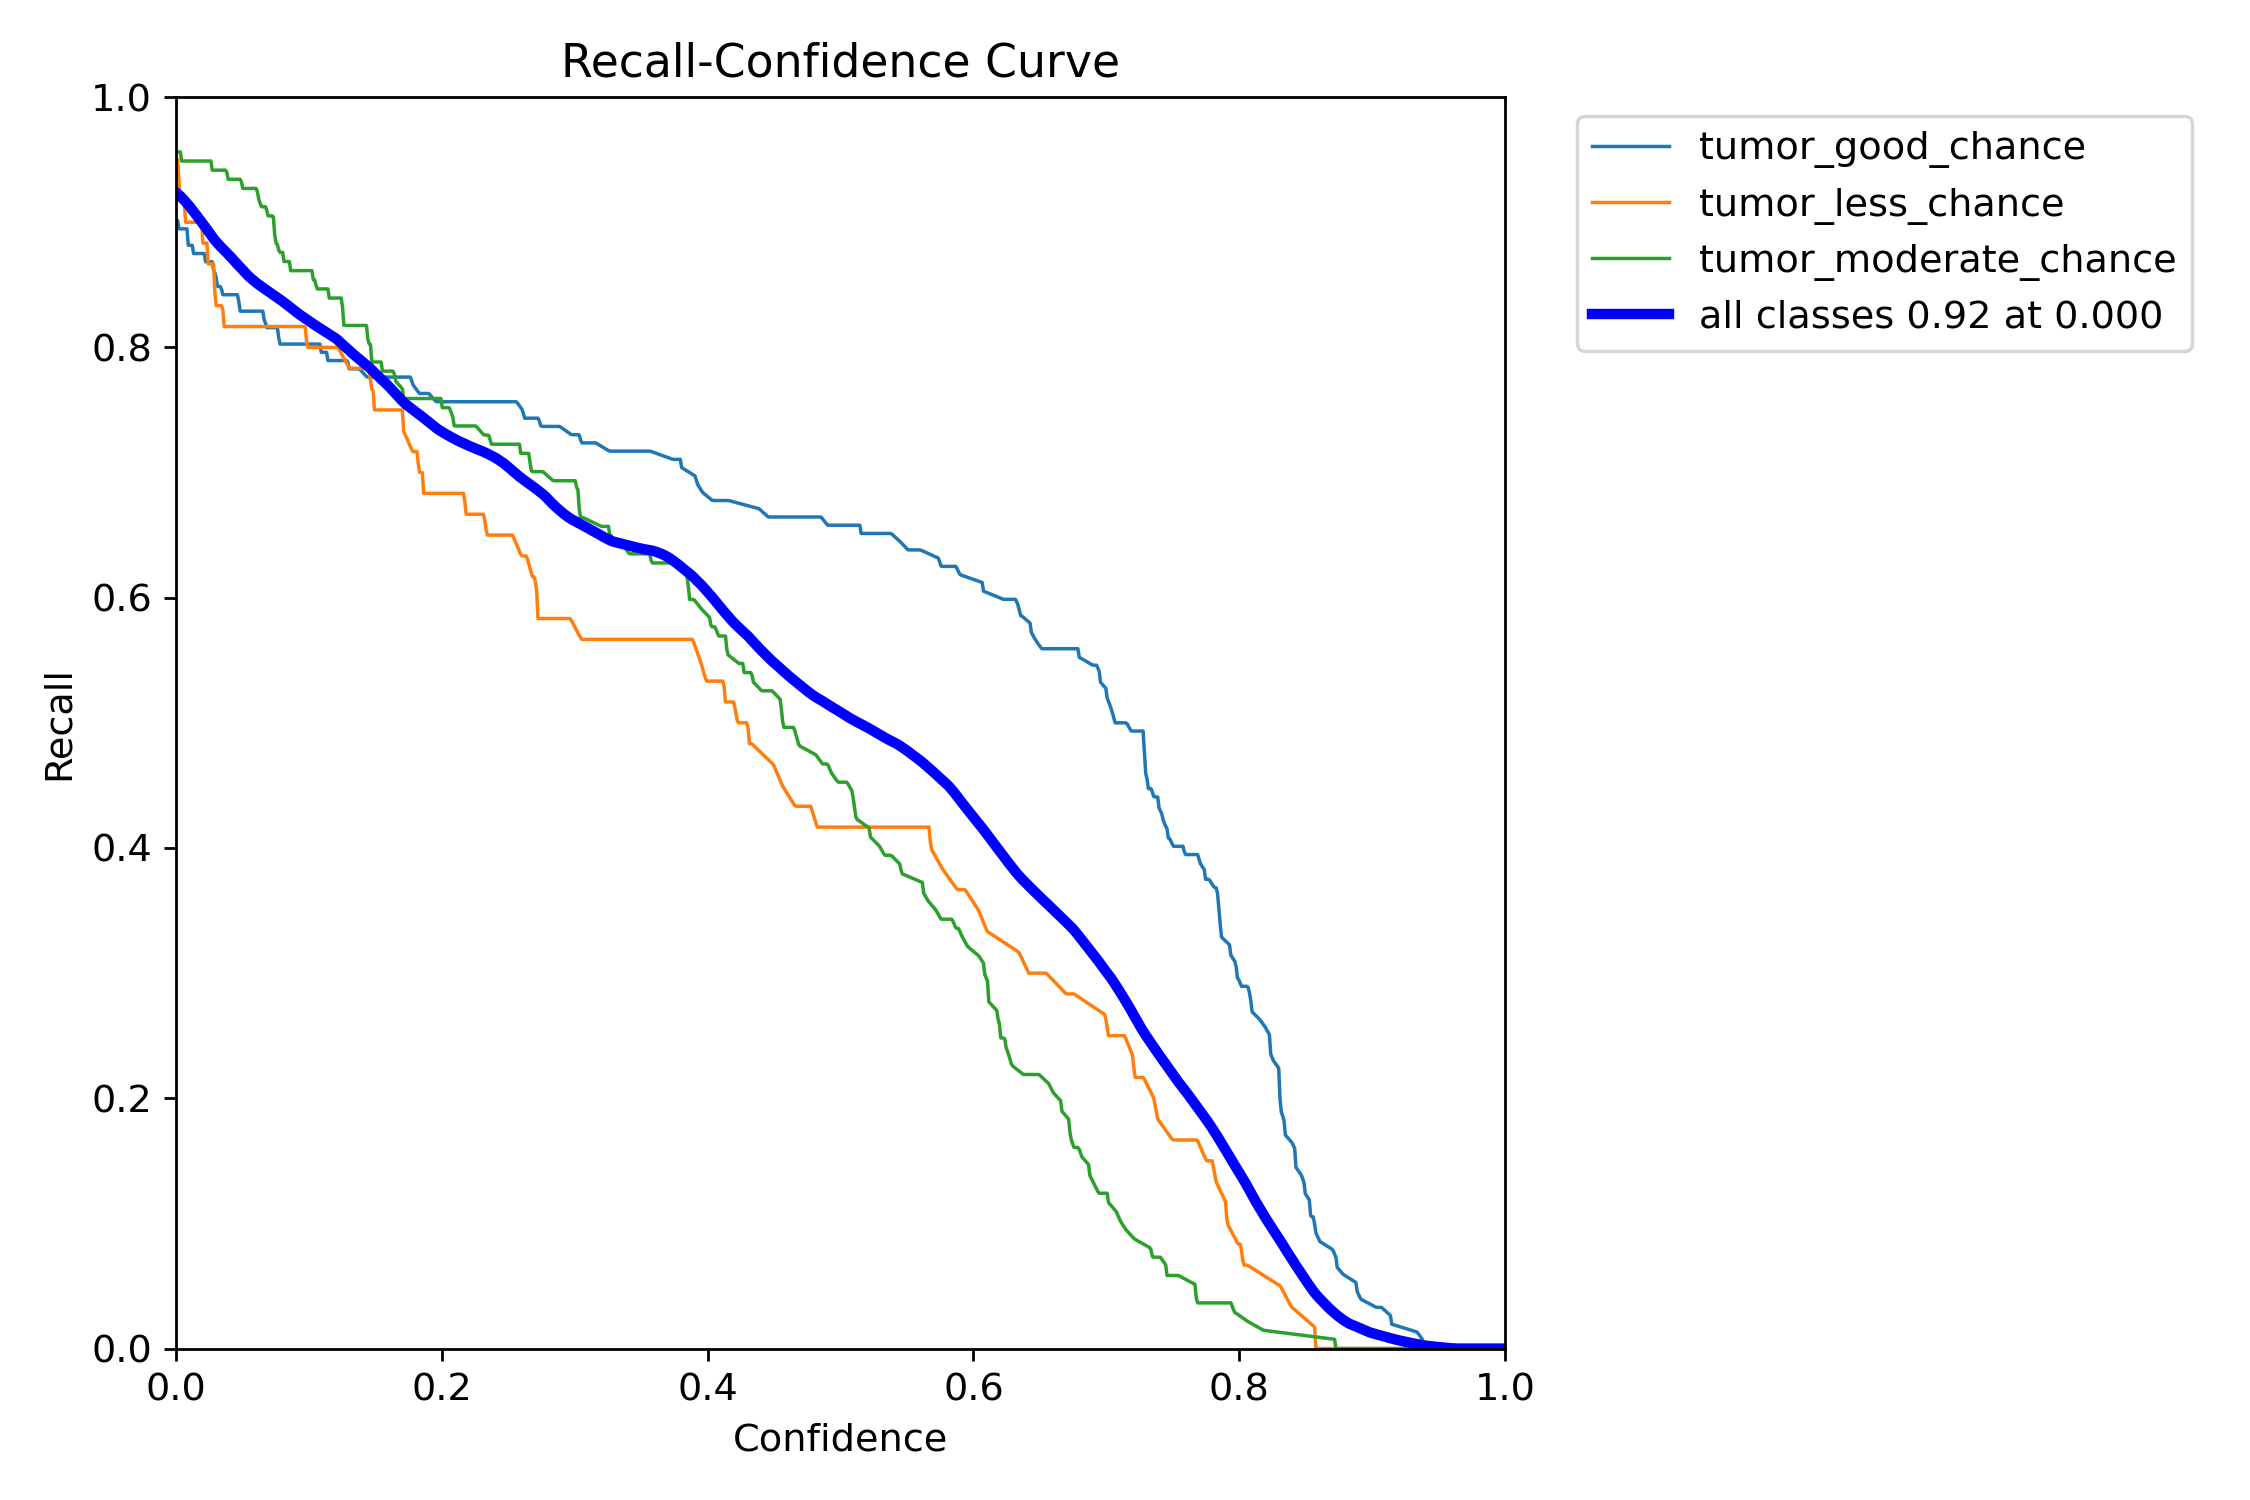 Recall-Confidence Curve
1.0
0.8
0.6
0.4
0.2
0.0
Recall
0.0 0.2 0.4 0.6 0.8 1.0
Confidence
tumor_good_chance
tumor_less_chance
tumor_moderate_chance
all classes 0.92 at 0.000